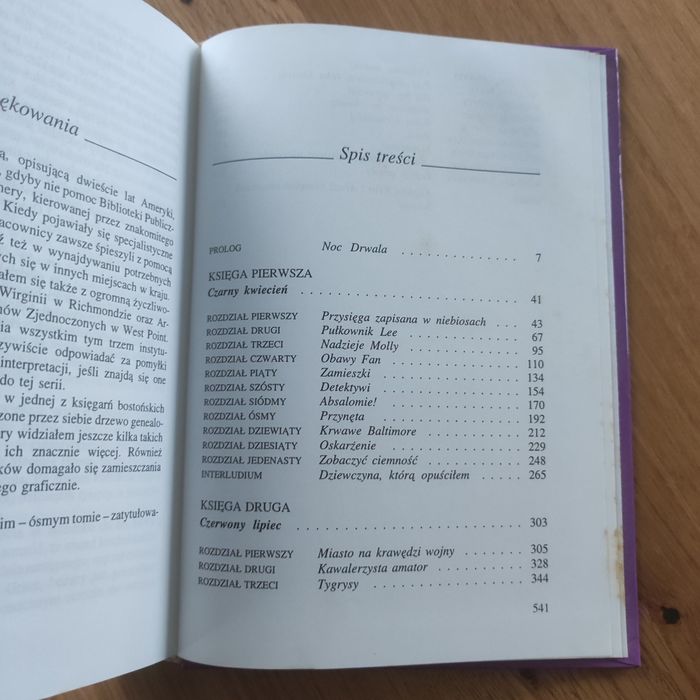 ękowania
ą, opisującą dwieście lat Ameryki,
gdyby nie pomoc Biblioteki Publicz-
nery, kierowanej przez znakomitego
Kiedy pojawiały się specjalistyczne
racownicy zawsze śpieszyli z pomocą
ź też w wynajdywaniu potrzebnych
ych się w innych miejscach w kraju.
ałem się także z ogromną życzliwo-
Wirginii w Richmondzie oraz Ar-
nów Zjednoczonych w West Point.
nia wszystkim tym trzem instytu-
zywiście odpowiadać za pomyłki
interpretacji, jeśli znajdą się one
do tej serii.
w jednej z księgarń bostońskich
zone przez siebie drzewo genealo-
ry widziałem jeszcze kilka takich
ich znacznie więcej. Również
ków domagało się zamieszczania
ego graficznie.
im – ósmym tomie – zatytułowa-
Spis treści
PROLOG Noc Drwala . . . . . . . . . . . . . 7
KSIĘGA PIERWSZA
Czarny kwiecień . . . . . . . . . . . . . . . . . . . . . . . . 41
ROZDZIAŁ PIERWSZY Przysięga zapisana w niebiosach . . . 43
ROZDZIAŁ DRUGI Pułkownik Lee . . . . . . . . . . . . 67
ROZDZIAŁ TRZECI Nadzieje Molly . . . . . . . . . . . . 95
ROZDZIAŁ CZWARTY Obawy Fan . . . . . . . . . . . . . . 110
ROZDZIAŁ PIĄTY Zamieszki . . . . . . . . . . . . . . . 134
ROZDZIAŁ SZÓSTY Detektywi . . . . . . . . . . . . . . . 154
ROZDZIAŁ SIÓDMY Absalomie! . . . . . . . . . . . . . . 170
ROZDZIAŁ ÓSMY Przynęta . . . . . . . . . . . . . . . . 192
ROZDZIAŁ DZIEWIĄTY Krwawe Baltimore . . . . . . . . . . 212
ROZDZIAŁ DZIESIĄTY Oskarżenie . . . . . . . . . . . . . . 229
ROZDZIAŁ JEDENASTY Zobaczyć ciemność . . . . . . . . . . 248
INTERLUDIUM Dziewczyna, którą opuściłem . . . . . 265
KSIĘGA DRUGA
Czerwony lipiec . . . . . . . . . . . . . . . . . . . . . . . . 303
ROZDZIAŁ PIERWSZY Miasto na krawędzi wojny . . . . . . . 305
ROZDZIAŁ DRUGI Kawalerzysta amator . . . . . . . . . . 328
ROZDZIAŁ TRZECI Tygrysy . . . . . . . . . . . . . . . . . 344
541